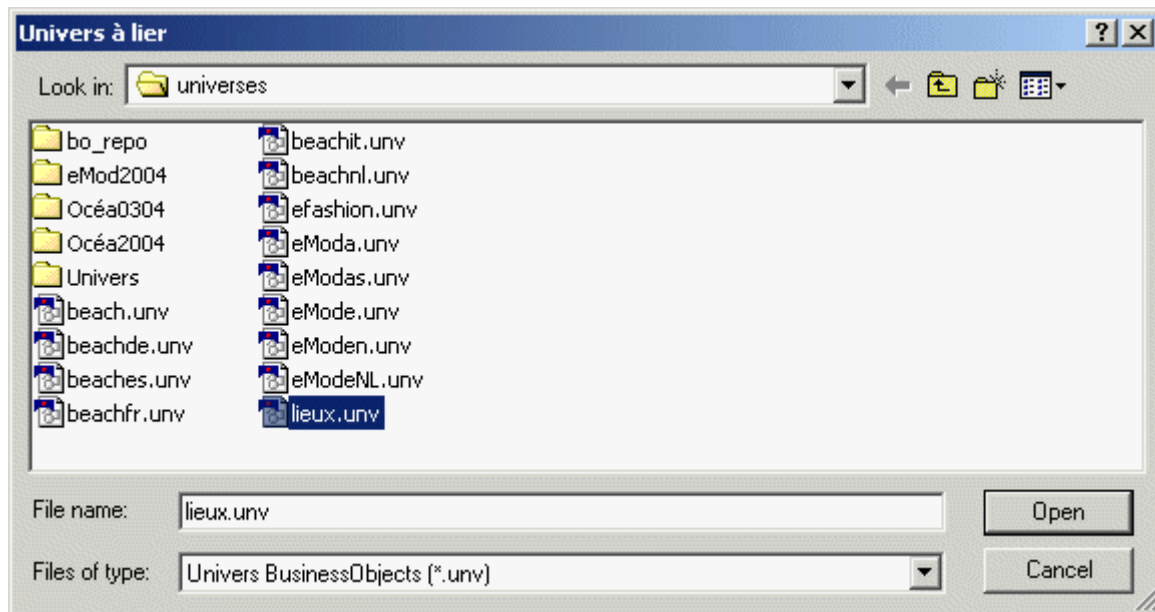 Univers à lier
Look in: universes
bo_repo
eMod2004
Océa0304
Océa2004
Univers
beach.unv
beachde.unv
beaches.unv
beachfr.unv
beachit.unv
beachnl.unv
efashion.unv
eModa.unv
eModas.unv
eMode.unv
eModen.unv
eModeNL.unv
lieux.unv
File name: lieux.unv
Open
Files of type: Univers BusinessObjects (*.unv)
Cancel